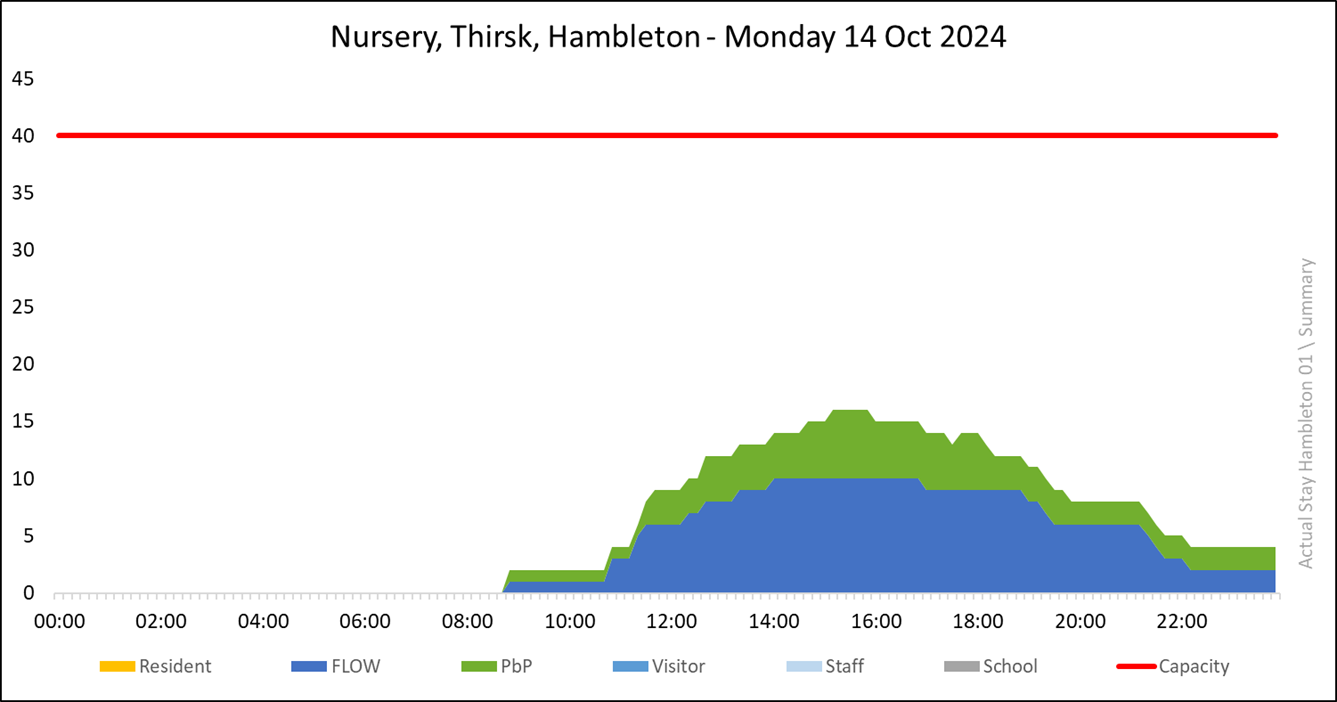 Nursery, Thirsk, Hambleton - Monday 14 Oct 2024
45
40
35
30
25
20
15
10
5
0
00:00 02:00 04:00 06:00 08:00 10:00 12:00 14:00 16:00 18:00 20:00 22:00
Resident FLOW PbP Visitor Staff School Capacity
Actual Stay Hambleton 01 \ Summary